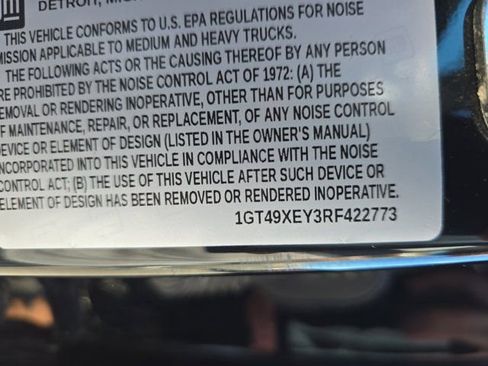 DETROIT,
THIS VEHICLE CONFORMS TO U.S. EPA REGULATIONS FOR NOISE
MISSION APPLICABLE TO MEDIUM AND HEAVY TRUCKS.
THE FOLLOWING ACTS OR THE CAUSING THEREOF BY ANY PERSON
RE PROHIBITED BY THE NOISE CONTROL ACT OF 1972: (A) THE
REMOVAL OR RENDERING INOPERATIVE, OTHER THAN FOR PURPOSES
OF MAINTENANCE, REPAIR, OR REPLACEMENT, OF ANY NOISE CONTROL
DEVICE OR ELEMENT OF DESIGN (LISTED IN THE OWNER'S MANUAL)
INCORPORATED INTO THIS VEHICLE IN COMPLIANCE WITH THE NOISE
CONTROL ACT; (B) THE USE OF THIS VEHICLE AFTER SUCH DEVICE OR
ELEMENT OF DESIGN HAS BEEN REMOVED OR RENDERED INOPERATIVE.
1GT49XEY3RF422773